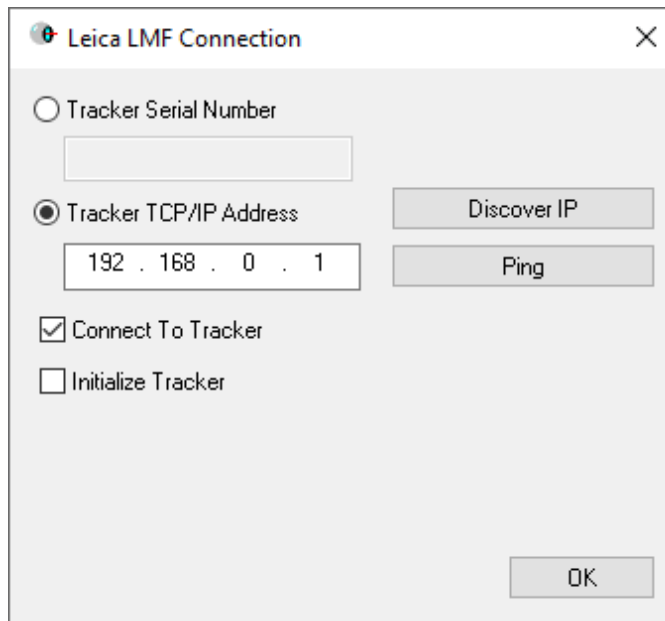 Leica LMF Connection
Tracker Serial Number
Tracker TCP/IP Address
Discover IP
192 . 168 . 0 . 1
Ping
Connect To Tracker
Initialize Tracker
OK